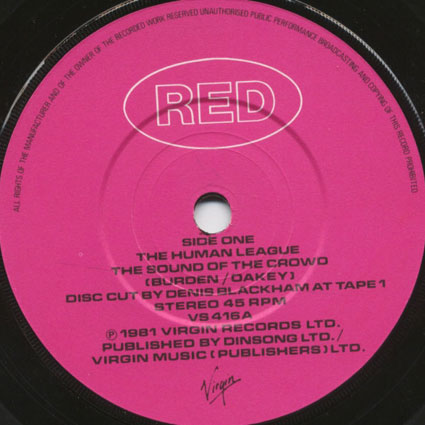 ALL RIGHTS OF THE MANUFACTURER AND OF THE OWNER OF THE RECORDED WORK RESERVED UNAUTHORISED PUBLIC PERFORMANCE BROADCASTING AND COPYING OF THIS RECORD PROHIBITED
RED
SIDE ONE
THE HUMAN LEAGUE
THE SOUND OF THE CROWD
(BURDEN / OAKEY)
DISC CUT BY DENIS BLACKHAM AT TAPE 1
STEREO 45 RPM
VS 416A
℗ 1981 VIRGIN RECORDS LTD.
PUBLISHED BY DINSONG LTD./
VIRGIN MUSIC (PUBLISHERS) LTD.
Virgin